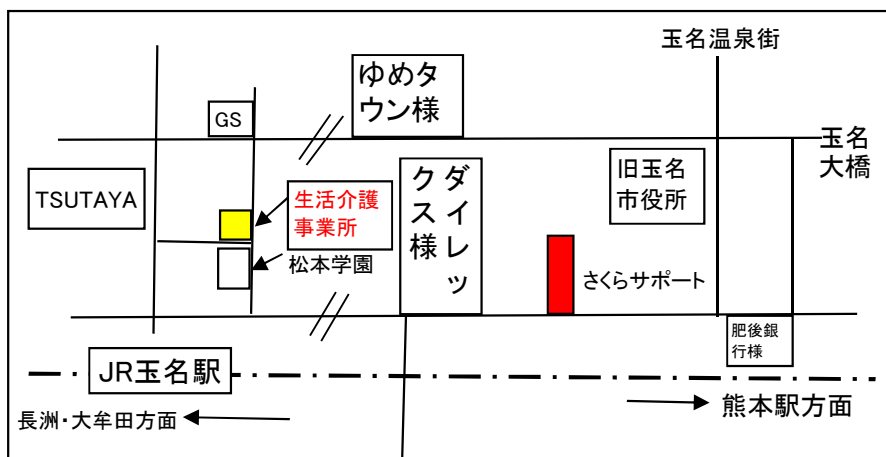 玉名温泉街
ゆめタ
ウン様
GS
玉名
大橋
TSUTAYA
生活介護
事業所
松本学園
ダイレッ
クス様
旧玉名
市役所
さくらサポート
肥後銀
行様
JR玉名駅
長洲・大牟田方面
熊本駅方面